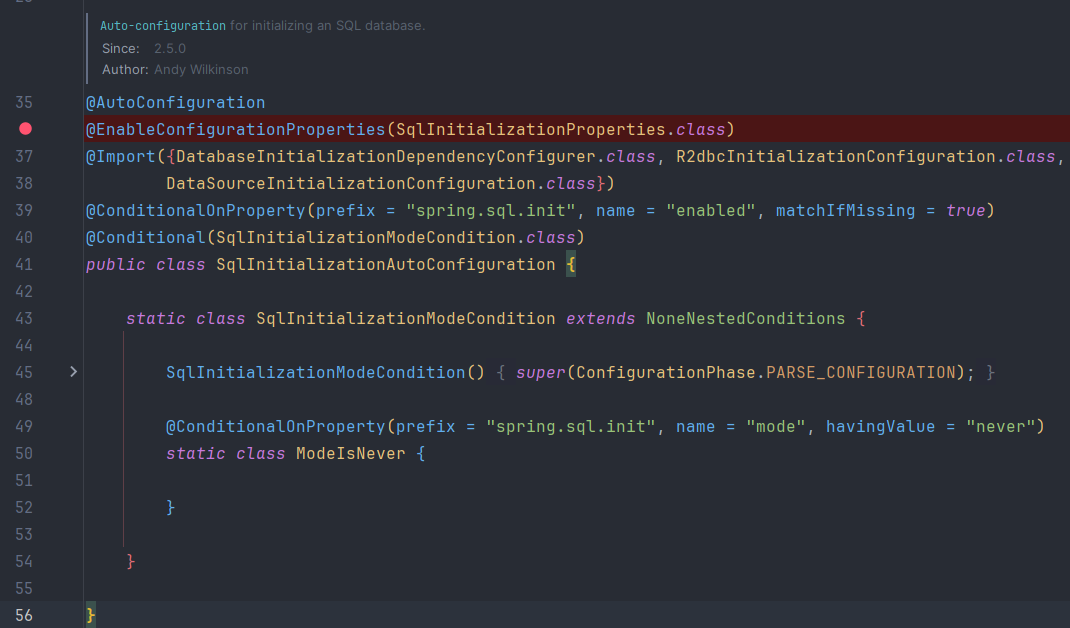 Auto-configuration for initializing an SQL database.
Since: 2.5.0
Author: Andy Wilkinson
35 @AutoConfiguration
@EnableConfigurationProperties(SqlInitializationProperties.class)
37 @Import({DatabaseInitializationDependencyConfigurer.class, R2dbcInitializationConfiguration.class,
38 DataSourceInitializationConfiguration.class})
39 @ConditionalOnProperty(prefix = "spring.sql.init", name = "enabled", matchIfMissing = true)
40 @Conditional(SqlInitializationModeCondition.class)
41 public class SqlInitializationAutoConfiguration {
42
43 static class SqlInitializationModeCondition extends NoneNestedConditions {
44
45 SqlInitializationModeCondition() { super(ConfigurationPhase.PARSE_CONFIGURATION); }
48
49 @ConditionalOnProperty(prefix = "spring.sql.init", name = "mode", havingValue = "never")
50 static class ModeIsNever {
51
52 }
53
54 }
55
56 }